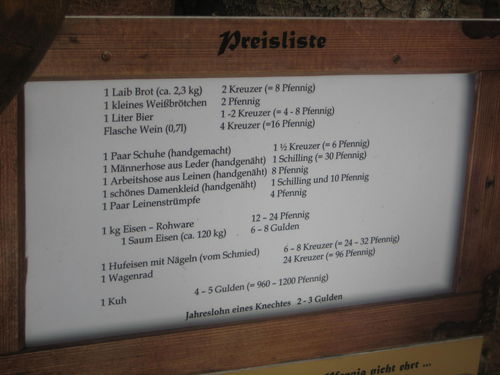 Preisliste
1 Laib Brot (ca. 2,3 kg) 2 Kreuzer (= 8 Pfennig)
1 kleines Weißbrötchen 2 Pfennig
1 Liter Bier 1 -2 Kreuzer (= 4 - 8 Pfennig)
Flasche Wein (0,7l) 4 Kreuzer (=16 Pfennig)
1 Paar Schuhe (handgemacht) 1 ½ Kreuzer (= 6 Pfennig)
1 Männerhose aus Leder (handgenäht) 1 Schilling (= 30 Pfennig)
1 Arbeitshose aus Leinen (handgenäht) 8 Pfennig
1 schönes Damenkleid (handgenäht) 1 Schilling und 10 Pfennig
1 Paar Leinenstrümpfe 4 Pfennig
1 kg Eisen – Rohware 12 – 24 Pfennig
1 Saum Eisen (ca. 120 kg) 6 – 8 Gulden
1 Hufeisen mit Nägeln (vom Schmied) 6 – 8 Kreuzer (= 24 – 32 Pfennig)
1 Wagenrad 24 Kreuzer (= 96 Pfennig)
1 Kuh 4 – 5 Gulden (= 960 – 1200 Pfennig)
Jahreslohn eines Knechtes 2 - 3 Gulden
Pfennig nicht ehrt ...